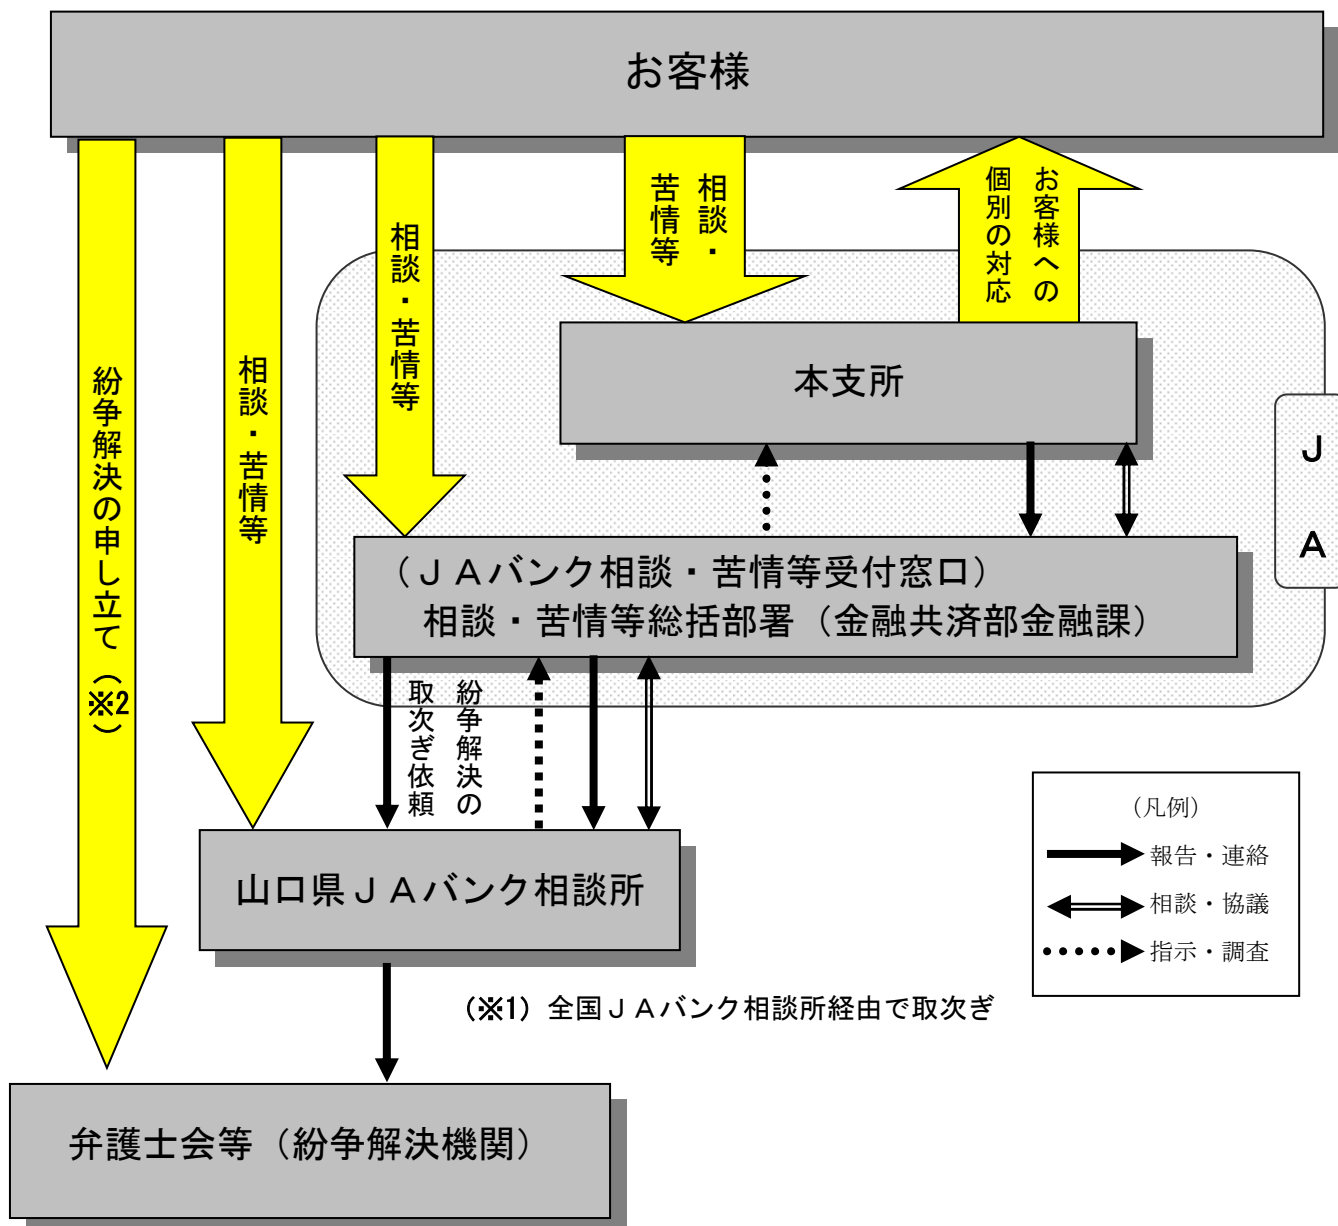 お客様
紛争解決の申し立て（※2）
相談・苦情等
相談・苦情等
相談・
苦情等
お客様への
個別の対応
本支所
ＪＡ
（ＪＡバンク相談・苦情等受付窓口）
相談・苦情等総括部署（金融共済部金融課）
紛争解決の
取次ぎ依頼
山口県ＪＡバンク相談所
（凡例）
報告・連絡
相談・協議
指示・調査
（※1）全国ＪＡバンク相談所経由で取次ぎ
弁護士会等（紛争解決機関）